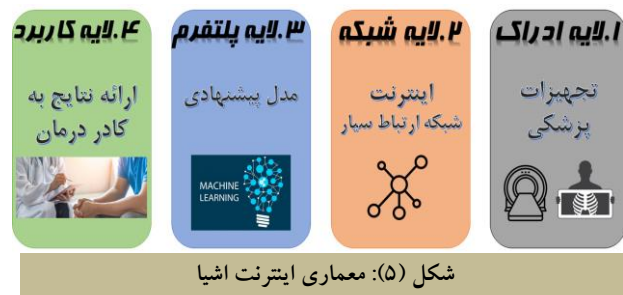 ۱.لایه ادراک
تجهیزات
پزشکی
۲.لایه شبکه
اینترنت
شبکه ارتباط سیار
۳.لایه پلتفرم
مدل پیشنهادی
MACHINE
LEARNING
۴.لایه کاربرد
ارائه نتایج به
کادر درمان
شکل (۵): معماری اینترنت اشیا